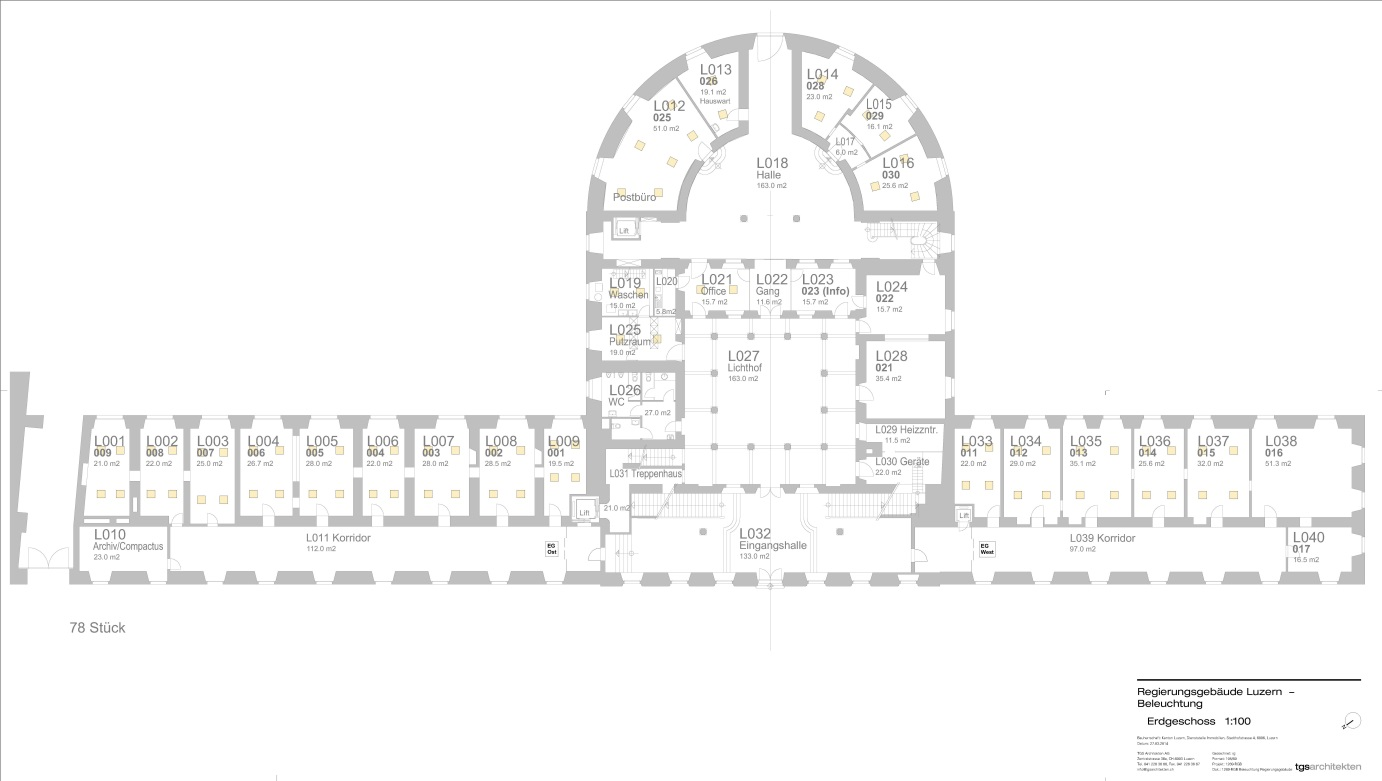 L013
026
19.1 m2
Hauswart
L014
028
23.0 m2
L012
025
51.0 m2
Postbüro
L015
029
16.1 m2
L017
6.0 m2
L016
030
25.6 m2
L018
Halle
163.0 m2
Lift
L019
Waschen
15.0 m2
L020
5.8m2
L021
Office
15.7 m2
L022
Gang
11.6 m2
L023
023 (Info)
15.7 m2
L024
022
15.7 m2
L025
Putzraum
19.0 m2
L027
Lichthof
163.0 m2
L028
021
35.4 m2
L026
WC
27.0 m2
L029 Heizzntr.
11.5 m2
L030 Geräte
22.0 m2
L031 Treppenhaus
21.0 m2
L001
009
21.0 m2
L002
008
22.0 m2
L003
007
25.0 m2
L004
006
26.7 m2
L005
005
28.0 m2
L006
004
22.0 m2
L007
003
28.0 m2
L008
002
28.5 m2
L009
001
19.5 m2
L033
011
22.0 m2
L034
012
29.0 m2
L035
013
35.1 m2
L036
014
25.6 m2
L037
015
32.0 m2
L038
016
51.3 m2
Lift
Lift
L010
Archiv/Compactus
23.0 m2
L011 Korridor
112.0 m2
EG
Ost
L032
Eingangshalle
133.0 m2
EG
West
L039 Korridor
97.0 m2
L040
017
16.5 m2
78 Stück
Regierungsgebäude Luzern –
Beleuchtung
Erdgeschoss 1:100
tgsarchitekten